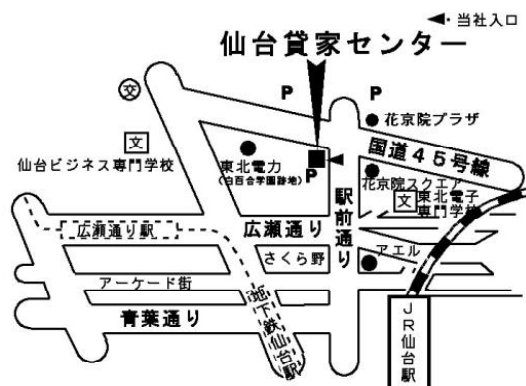 ◀・当社入口
仙台貸家センター
P
P
交
花京院プラザ
文
仙台ビジネス専門学校
東北電力
(白百合学園跡地)
P
国道45号線
花京院スクエア
文
東北電子
専門学校
駅前通り
広瀬通り駅
広瀬通り
さくら野
アエル
アーケード街
青葉通り
地下鉄仙台駅
JR仙台駅